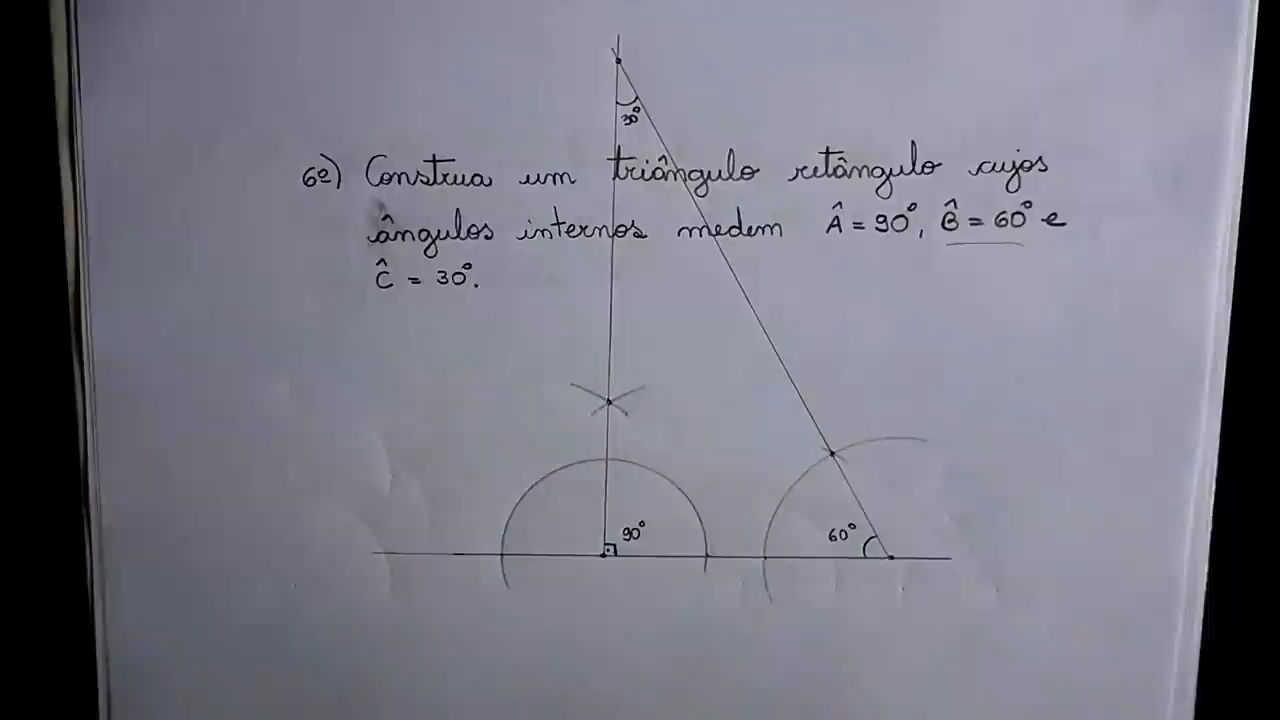 30°
6º) Construa um triângulo retângulo cujos
ângulos internos medem Â = 90°, B̂ = 60° e
Ĉ = 30°.
90°
60°